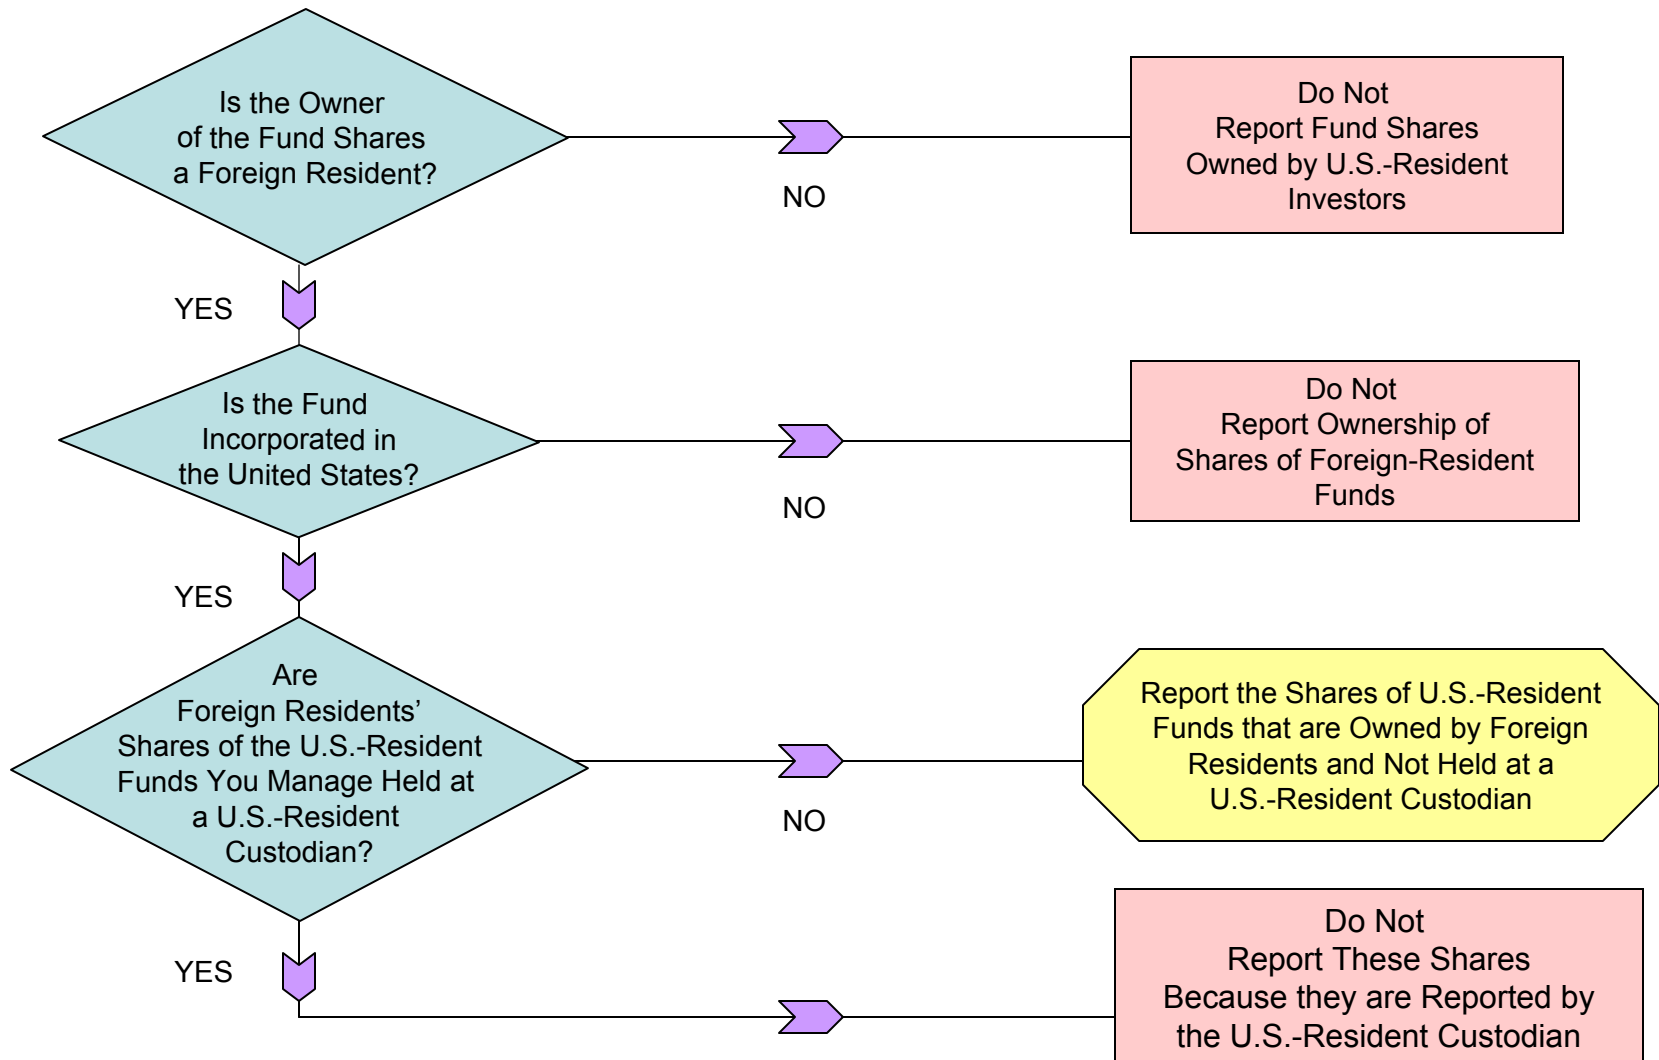 Is the Owner
of the Fund Shares
a Foreign Resident?
NO
Do Not
Report Fund Shares
Owned by U.S.-Resident
Investors
YES
Is the Fund
Incorporated in
the United States?
NO
Do Not
Report Ownership of
Shares of Foreign-Resident
Funds
YES
Are
Foreign Residents’
Shares of the U.S.-Resident
Funds You Manage Held at
a U.S.-Resident
Custodian?
NO
Report the Shares of U.S.-Resident
Funds that are Owned by Foreign
Residents and Not Held at a
U.S.-Resident Custodian
YES
Do Not
Report These Shares
Because they are Reported by
the U.S.-Resident Custodian